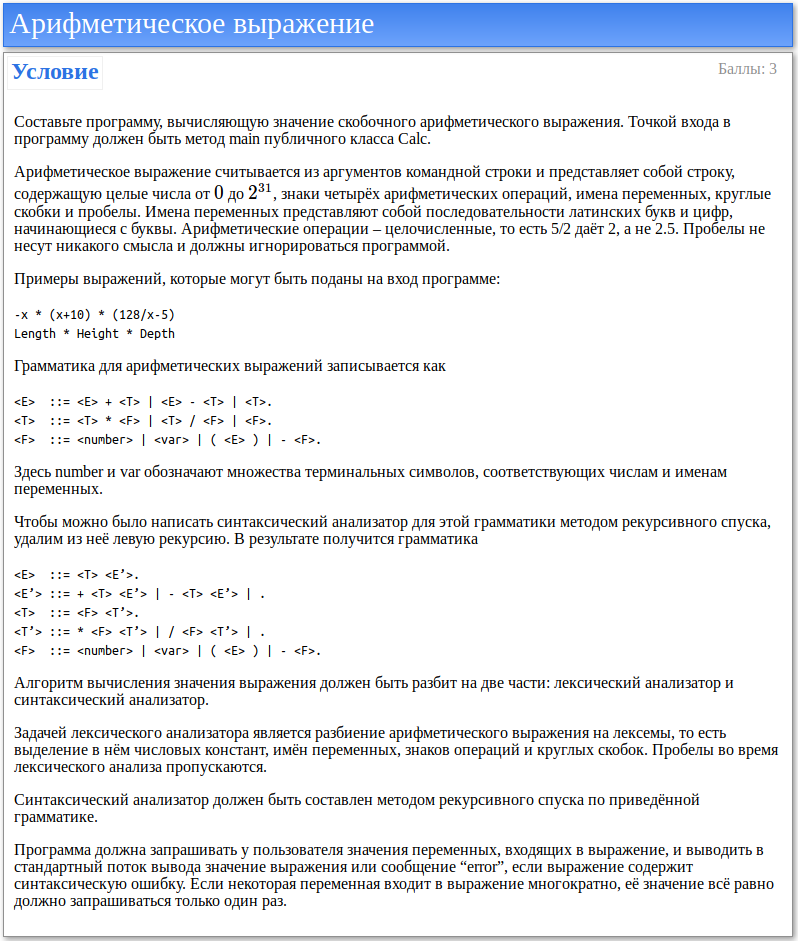 Арифметическое выражение
Условие
Баллы: 3
Составьте программу, вычисляющую значение скобочного арифметического выражения. Точкой входа в
программу должен быть метод main публичного класса Calc.
Арифметическое выражение считывается из аргументов командной строки и представляет собой строку,
содержащую целые числа от 0 до 2³¹, знаки четырёх арифметических операций, имена переменных, круглые
скобки и пробелы. Имена переменных представляют собой последовательности латинских букв и цифр,
начинающиеся с буквы. Арифметические операции – целочисленные, то есть 5/2 даёт 2, а не 2.5. Пробелы не
несут никакого смысла и должны игнорироваться программой.
Примеры выражений, которые могут быть поданы на вход программе:
-x * (x+10) * (128/x-5)
Length * Height * Depth
Грамматика для арифметических выражений записывается как
<E>  ::= <E> + <T> | <E> - <T> | <T>.
<T>  ::= <T> * <F> | <T> / <F> | <F>.
<F>  ::= <number> | <var> | ( <E> ) | - <F>.
Здесь number и var обозначают множества терминальных символов, соответствующих числам и именам
переменных.
Чтобы можно было написать синтаксический анализатор для этой грамматики методом рекурсивного спуска,
удалим из неё левую рекурсию. В результате получится грамматика
<E>  ::= <T> <E’>.
<E’> ::= + <T> <E’> | - <T> <E’> | .
<T>  ::= <F> <T’>.
<T’> ::= * <F> <T’> | / <F> <T’> | .
<F>  ::= <number> | <var> | ( <E> ) | - <F>.
Алгоритм вычисления значения выражения должен быть разбит на две части: лексический анализатор и
синтаксический анализатор.
Задачей лексического анализатора является разбиение арифметического выражения на лексемы, то есть
выделение в нём числовых констант, имён переменных, знаков операций и круглых скобок. Пробелы во время
лексического анализа пропускаются.
Синтаксический анализатор должен быть составлен методом рекурсивного спуска по приведённой
грамматике.
Программа должна запрашивать у пользователя значения переменных, входящих в выражение, и выводить в
стандартный поток вывода значение выражения или сообщение “error”, если выражение содержит
синтаксическую ошибку. Если некоторая переменная входит в выражение многократно, её значение всё равно
должно запрашиваться только один раз.